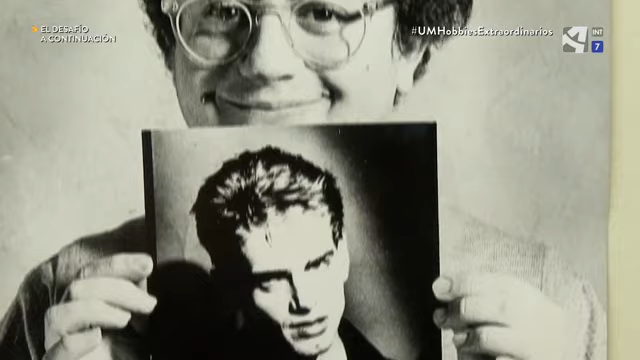 EL DESAFÍO
A CONTINUACIÓN
#UMHobbiesExtraordinarios
INT
7